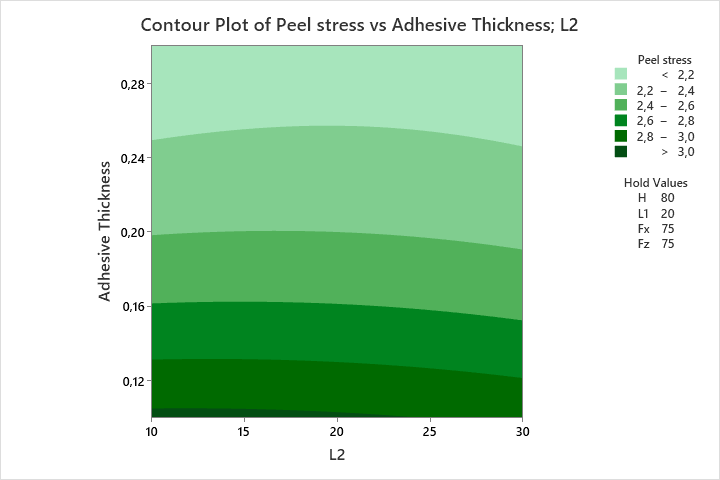 Contour Plot of Peel stress vs Adhesive Thickness; L2
Peel stress
< 2,2
2,2 – 2,4
2,4 – 2,6
2,6 – 2,8
2,8 – 3,0
> 3,0
Hold Values
H 80
L1 20
Fx 75
Fz 75
Adhesive Thickness
0,28
0,24
0,20
0,16
0,12
10 15 20 25 30
L2